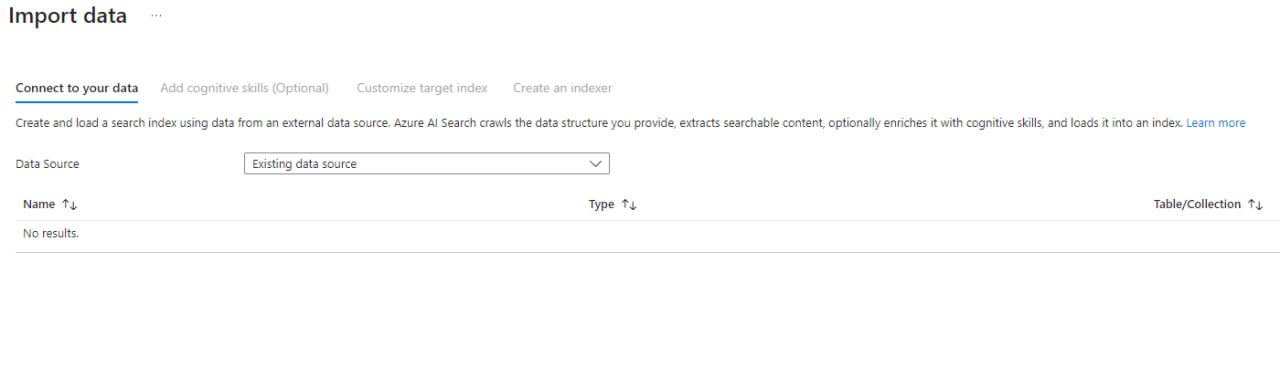 Import data ...
Connect to your data Add cognitive skills (Optional) Customize target index Create an indexer
Create and load a search index using data from an external data source. Azure AI Search crawls the data structure you provide, extracts searchable content, optionally enriches it with cognitive skills, and loads it into an index. Learn more
Data Source Existing data source
Name ↑↓ Type ↑↓ Table/Collection ↑↓
No results.